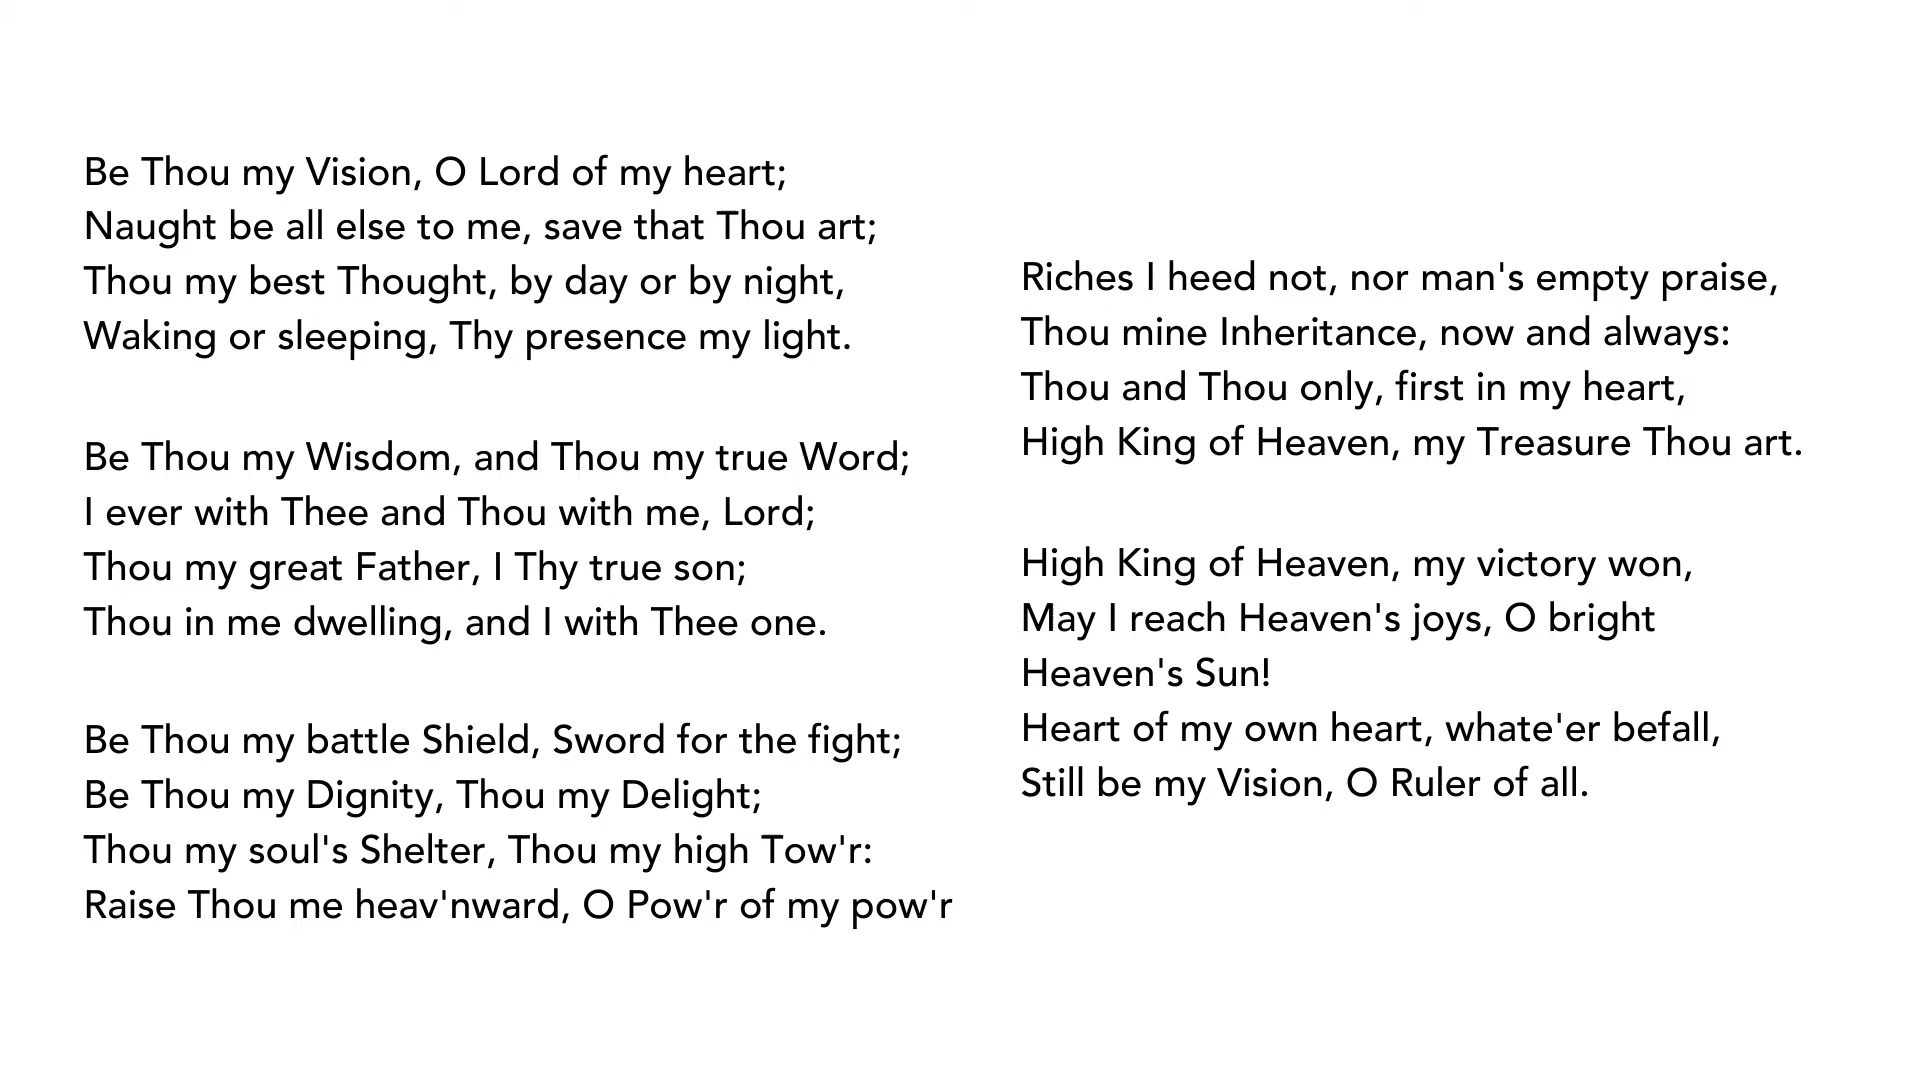 Be Thou my Vision, O Lord of my heart;
Naught be all else to me, save that Thou art;
Thou my best Thought, by day or by night,
Waking or sleeping, Thy presence my light.

Be Thou my Wisdom, and Thou my true Word;
I ever with Thee and Thou with me, Lord;
Thou my great Father, I Thy true son;
Thou in me dwelling, and I with Thee one.

Be Thou my battle Shield, Sword for the fight;
Be Thou my Dignity, Thou my Delight;
Thou my soul's Shelter, Thou my high Tow'r:
Raise Thou me heav'nward, O Pow'r of my pow'r

Riches I heed not, nor man's empty praise,
Thou mine Inheritance, now and always:
Thou and Thou only, first in my heart,
High King of Heaven, my Treasure Thou art.

High King of Heaven, my victory won,
May I reach Heaven's joys, O bright
Heaven's Sun!
Heart of my own heart, whate'er befall,
Still be my Vision, O Ruler of all.